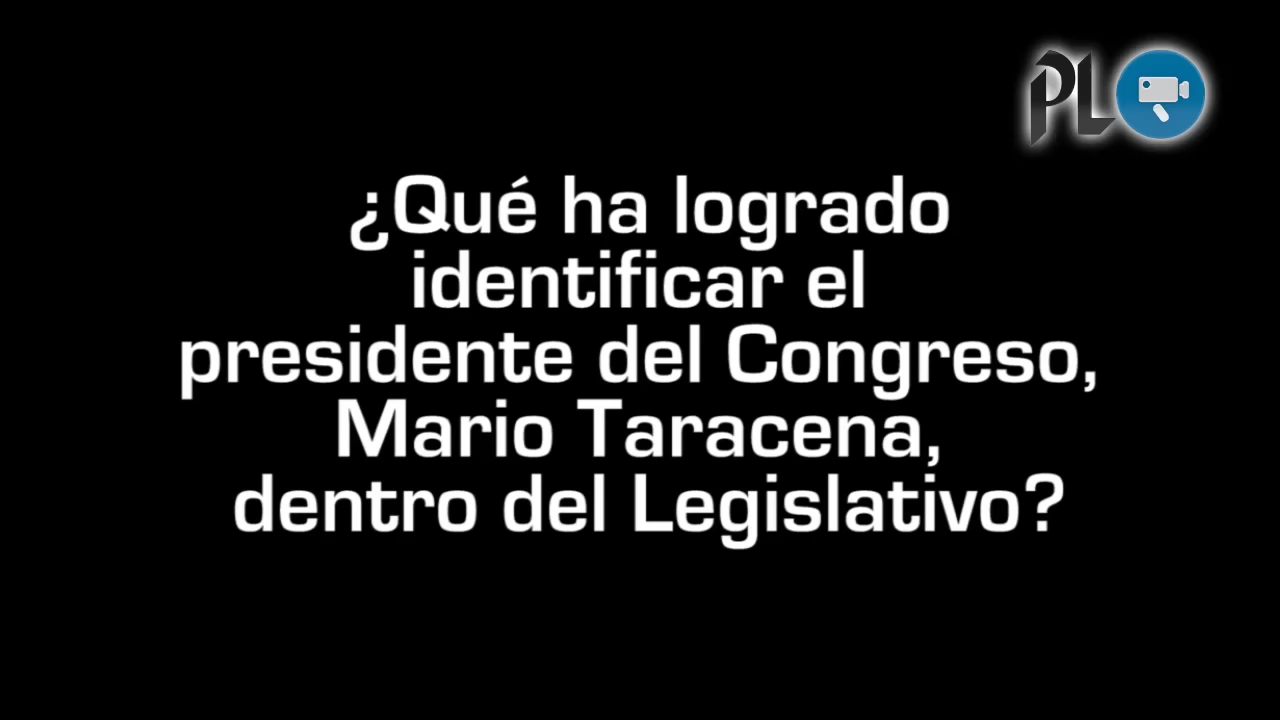 PL
¿Qué ha logrado
identificar el
presidente del Congreso,
Mario Taracena,
dentro del Legislativo?